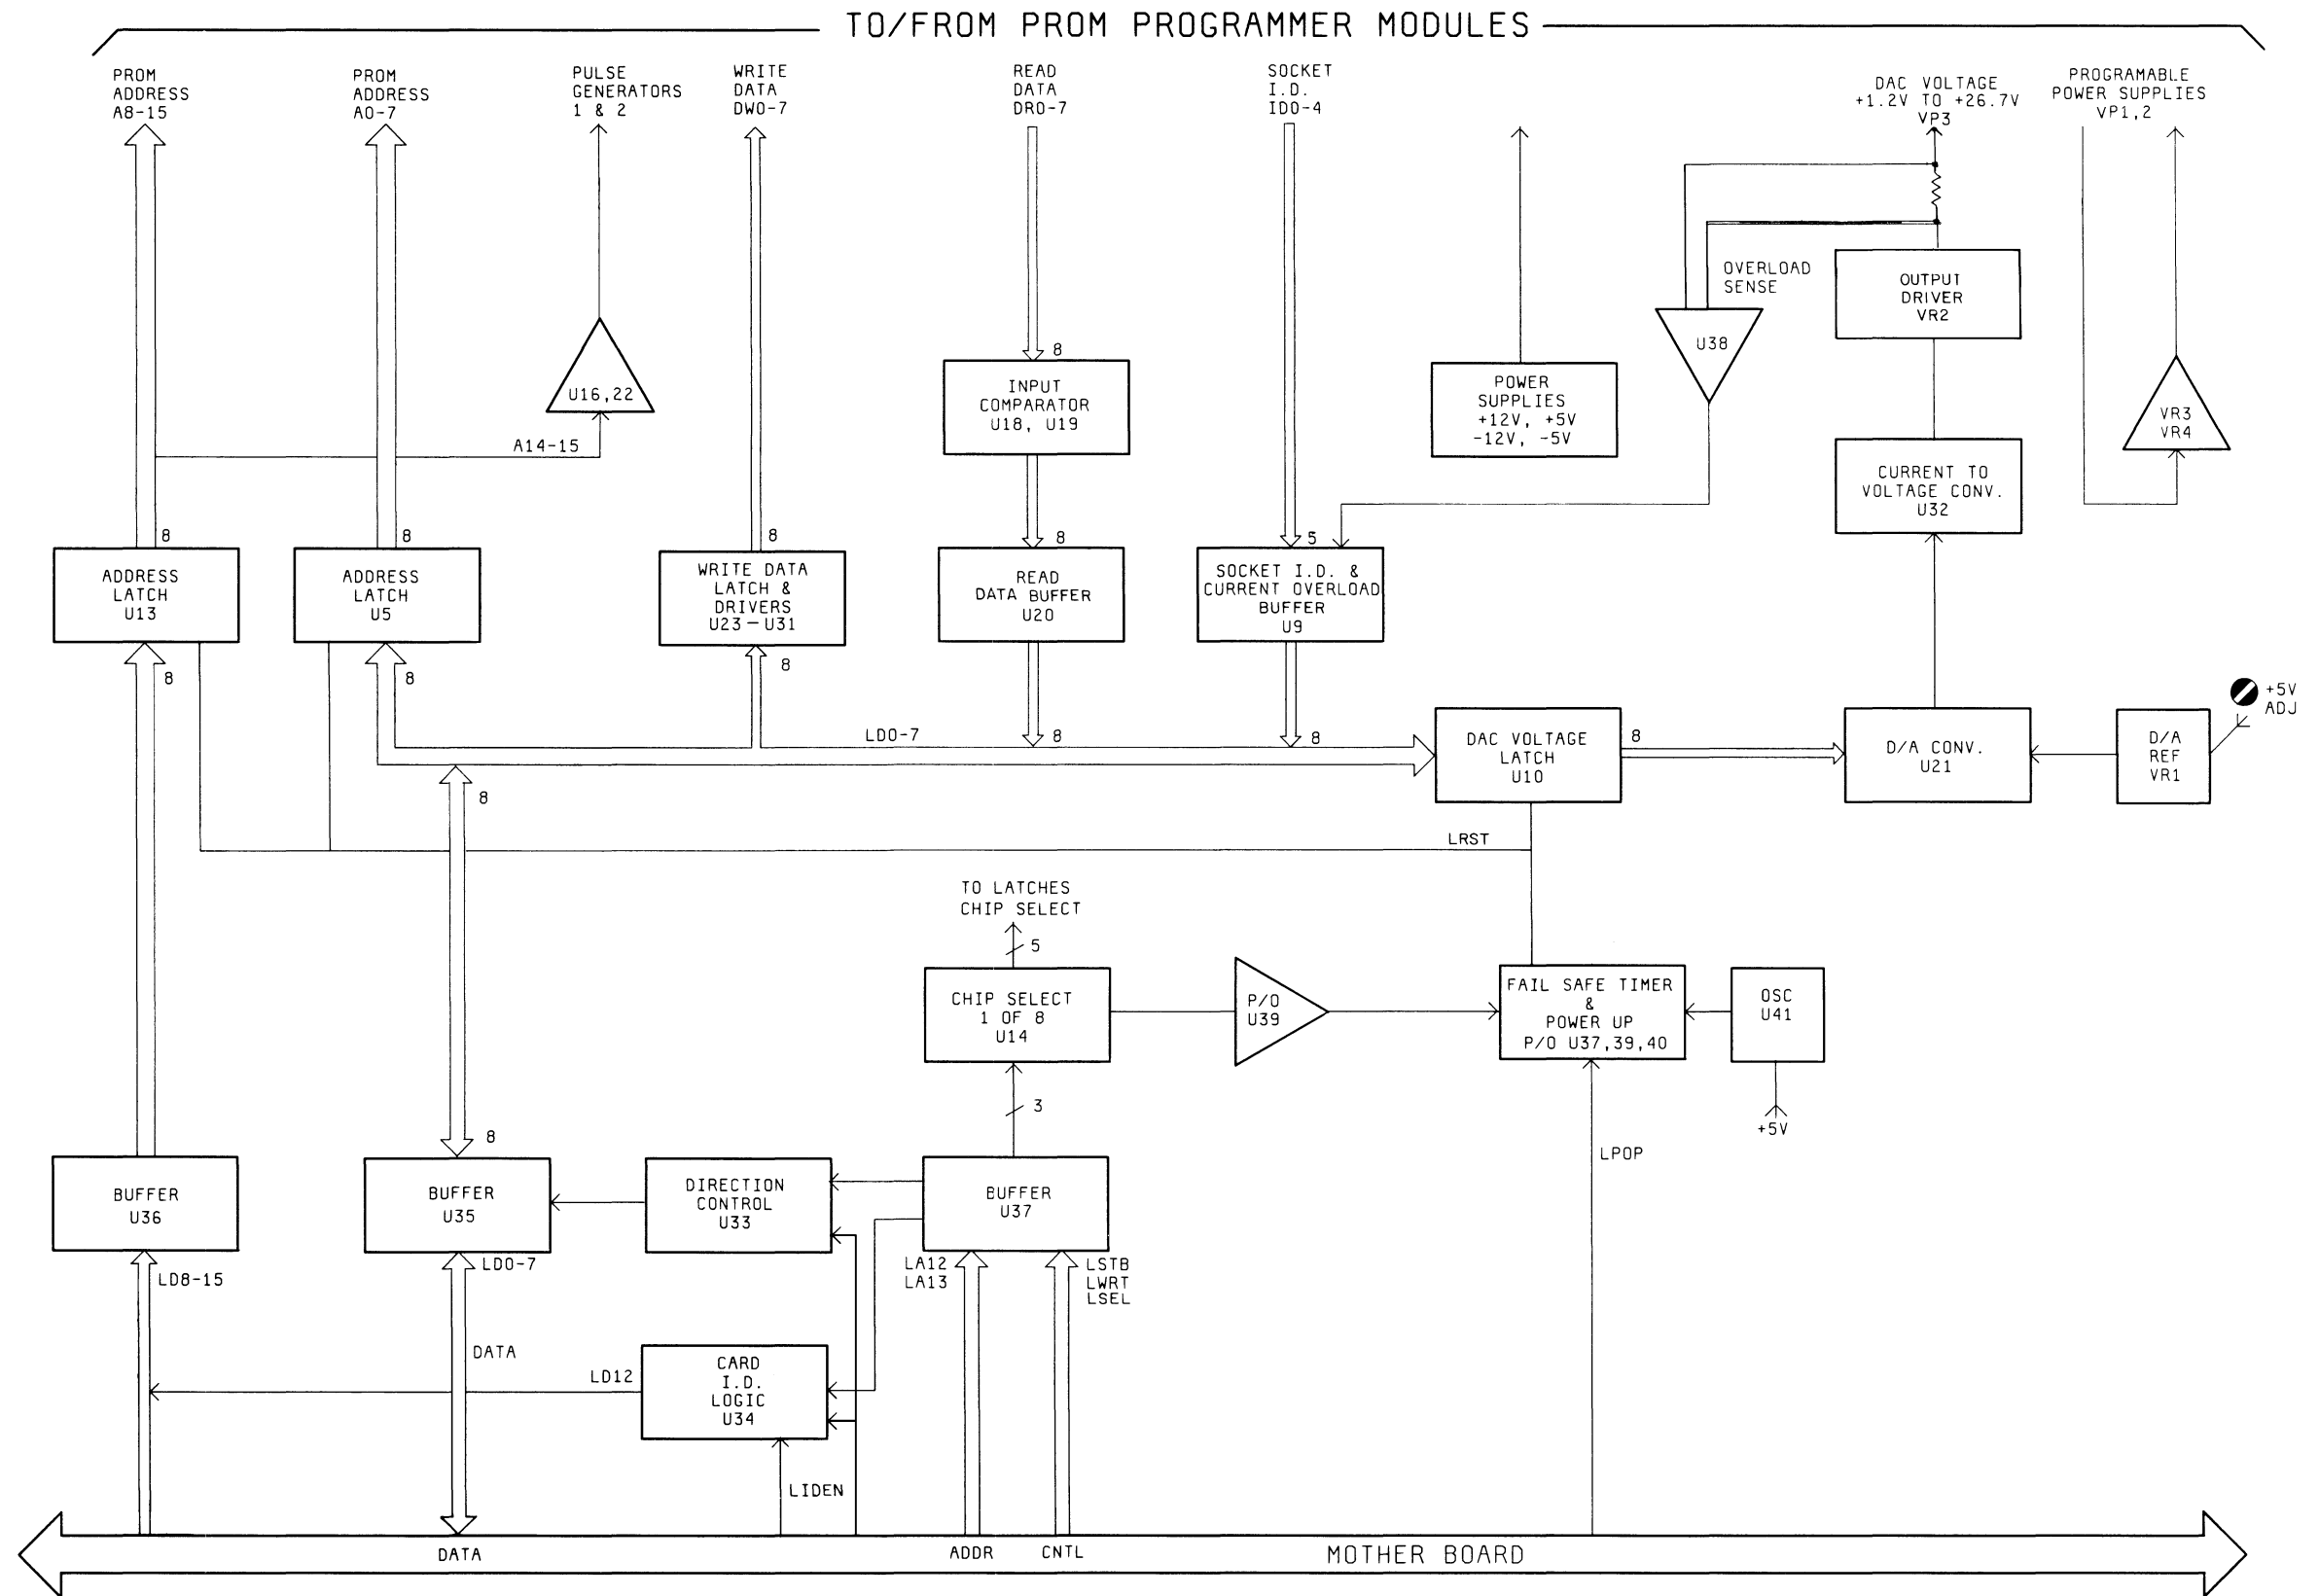 TO/FROM PROM PROGRAMMER MODULES
PROM
ADDRESS
A8-15
PROM
ADDRESS
A0-7
PULSE
GENERATORS
1 & 2
WRITE
DATA
DW0-7
READ
DATA
DR0-7
SOCKET
I.D.
ID0-4
DAC VOLTAGE
+1.2V TO +26.7V
VP3
PROGRAMABLE
POWER SUPPLIES
VP1,2
OVERLOAD
SENSE
OUTPUT
DRIVER
VR2
U38
8
INPUT
COMPARATOR
U18, U19
POWER
SUPPLIES
+12V, +5V
-12V, -5V
U16,22
VR3
VR4
A14-15
CURRENT TO
VOLTAGE CONV.
U32
8
8
8
8
5
ADDRESS
LATCH
U13
ADDRESS
LATCH
U5
WRITE DATA
LATCH &
DRIVERS
U23-U31
READ
DATA BUFFER
U20
SOCKET I.D. &
CURRENT OVERLOAD
BUFFER
U9
8
8
8
+5V
ADJ
LD0-7
8
8
DAC VOLTAGE
LATCH
U10
8
D/A CONV.
U21
D/A
REF
VR1
8
LRST
TO LATCHES
CHIP SELECT
5
CHIP SELECT
1 OF 8
U14
P/O
U39
FAIL SAFE TIMER
&
POWER UP
P/O U37,39,40
OSC
U41
3
+5V
8
LPOP
BUFFER
U36
BUFFER
U35
DIRECTION
CONTROL
U33
BUFFER
U37
LD8-15
LD0-7
LA12
LA13
LSTB
LWRT
LSEL
DATA
LD12
CARD
I.D.
LOGIC
U34
LIDEN
DATA
ADDR
CNTL
MOTHER BOARD